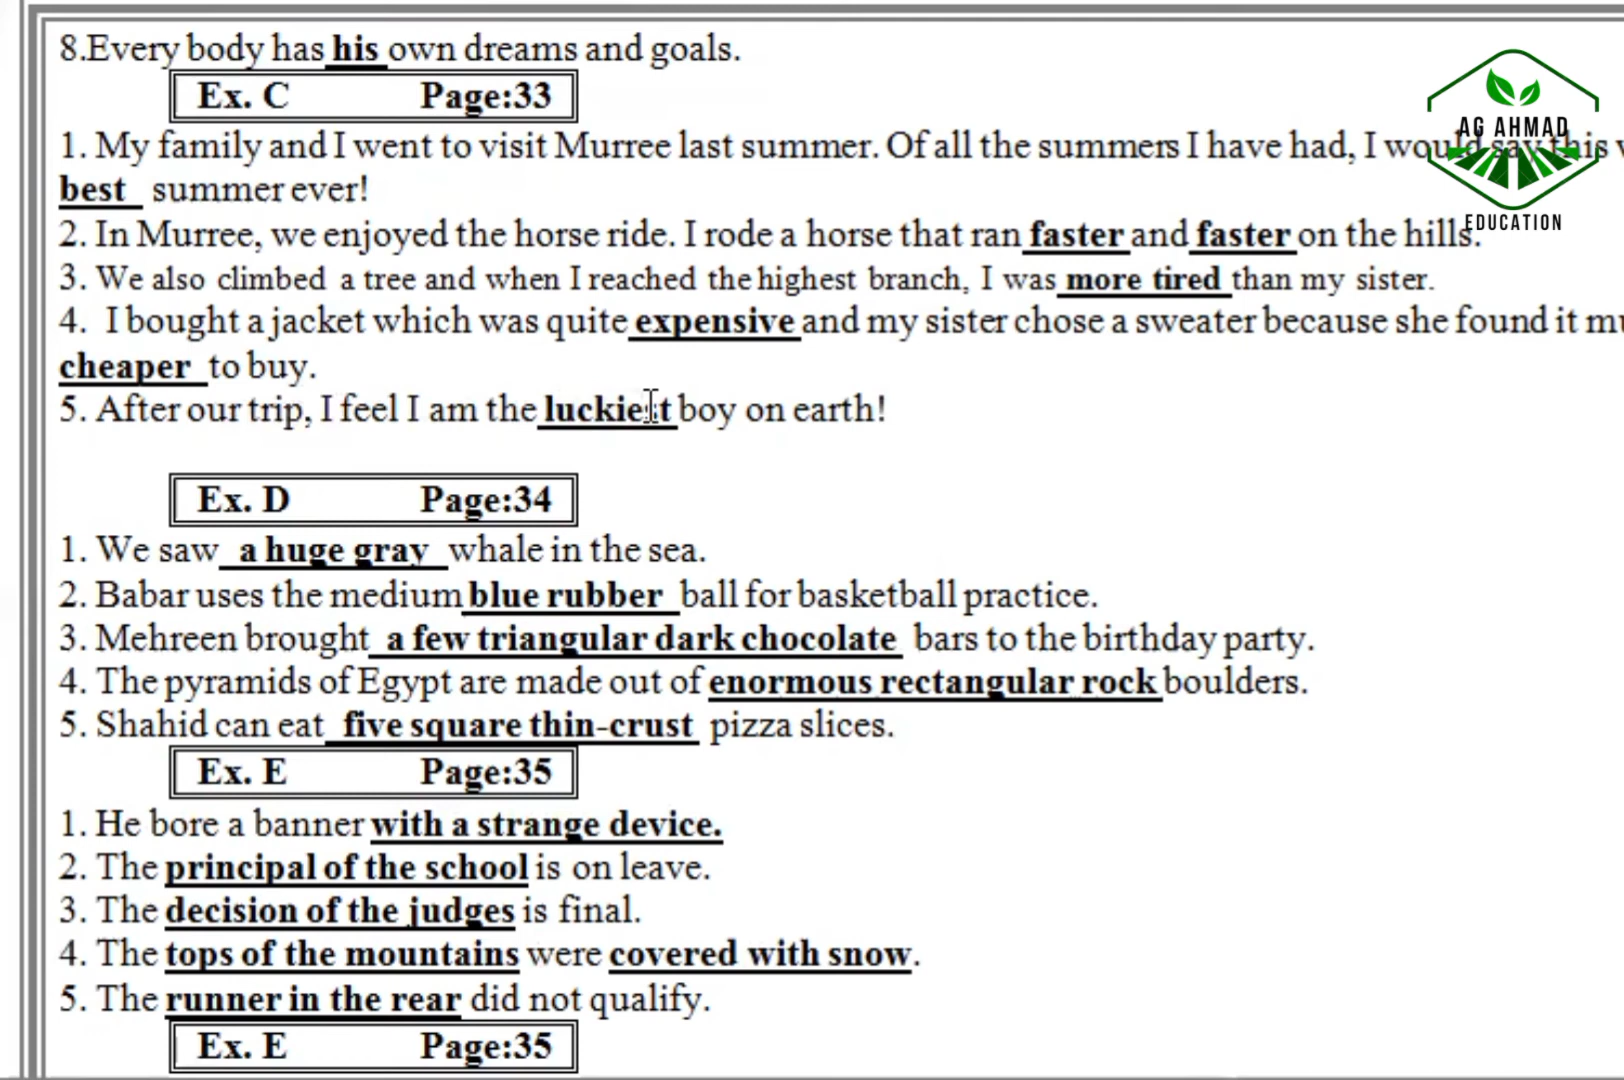 8.Every body has his own dreams and goals.
Ex. C Page:33
1. My family and I went to visit Murree last summer. Of all the summers I have had, I would say this
best summer ever!
2. In Murree, we enjoyed the horse ride. I rode a horse that ran faster and faster on the hills.
3. We also climbed a tree and when I reached the highest branch, I was more tired than my sister.
4. I bought a jacket which was quite expensive and my sister chose a sweater because she found it
cheaper to buy.
5. After our trip, I feel I am the luckiest boy on earth!
Ex. D Page:34
1. We saw a huge gray whale in the sea.
2. Babar uses the medium blue rubber ball for basketball practice.
3. Mehreen brought a few triangular dark chocolate bars to the birthday party.
4. The pyramids of Egypt are made out of enormous rectangular rock boulders.
5. Shahid can eat five square thin-crust pizza slices.
Ex. E Page:35
1. He bore a banner with a strange device.
2. The principal of the school is on leave.
3. The decision of the judges is final.
4. The tops of the mountains were covered with snow.
5. The runner in the rear did not qualify.
Ex. E Page:35
AG AHMAD
EDUCATION